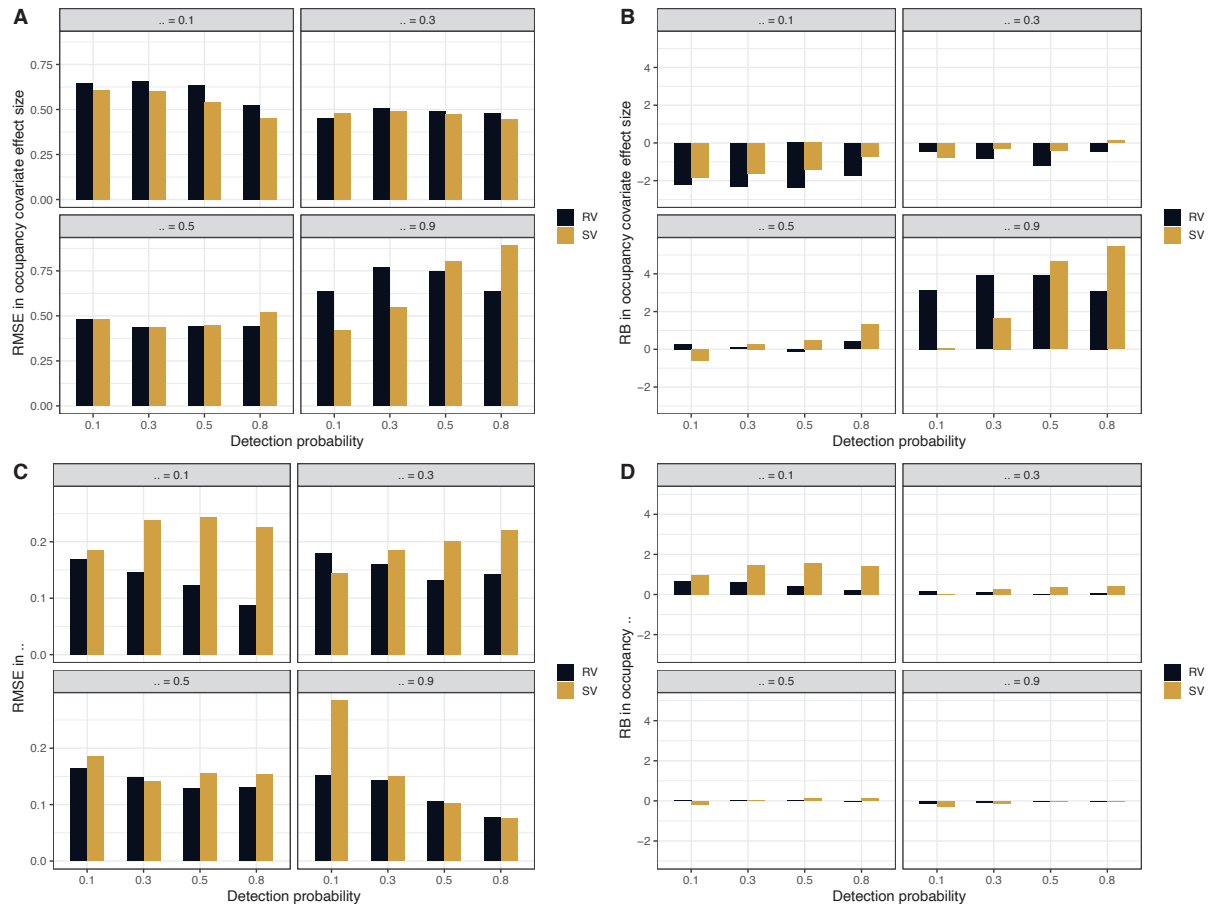 A
.. = 0.1
.. = 0.3
0.75
0.50
0.25
0.00
.. = 0.5
.. = 0.9
0.75
0.50
0.25
0.00
0.1 0.3 0.5 0.8 0.1 0.3 0.5 0.8
Detection probability
RMSE in occupancy covariate effect size
RV
SV
B
.. = 0.1
.. = 0.3
4
2
0
−2
.. = 0.5
.. = 0.9
4
2
0
−2
0.1 0.3 0.5 0.8 0.1 0.3 0.5 0.8
Detection probability
RB in occupancy covariate effect size
RV
SV
C
.. = 0.1
.. = 0.3
0.2
0.1
0.0
.. = 0.5
.. = 0.9
0.2
0.1
0.0
0.1 0.3 0.5 0.8 0.1 0.3 0.5 0.8
Detection probability
RMSE in ..
RV
SV
D
.. = 0.1
.. = 0.3
4
2
0
−2
.. = 0.5
.. = 0.9
4
2
0
−2
0.1 0.3 0.5 0.8 0.1 0.3 0.5 0.8
Detection probability
RB in occupancy ..
RV
SV